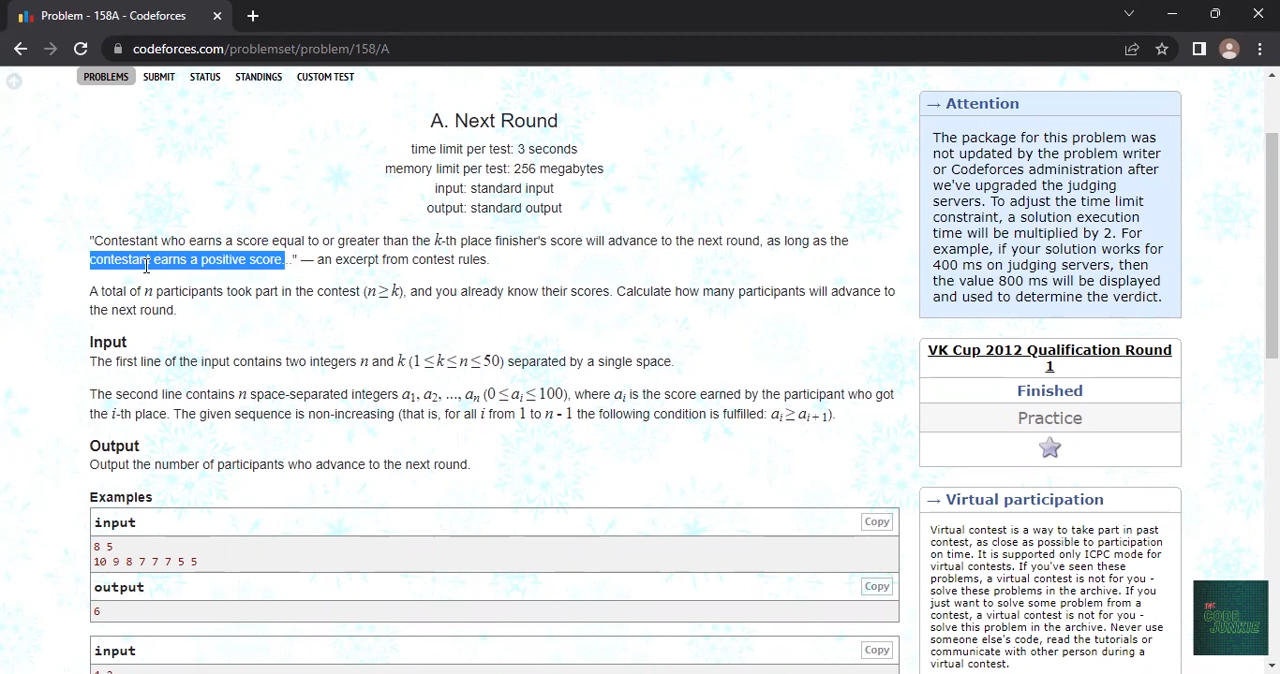 Problem - 158A - Codeforces
codeforces.com/problemset/problem/158/A
PROBLEMS SUBMIT STATUS STANDINGS CUSTOM TEST
A. Next Round
time limit per test: 3 seconds
memory limit per test: 256 megabytes
input: standard input
output: standard output
"Contestant who earns a score equal to or greater than the k-th place finisher's score will advance to the next round, as long as the
contestant earns a positive score..." — an excerpt from contest rules.
A total of n participants took part in the contest (n ≥ k), and you already know their scores. Calculate how many participants will advance to
the next round.
Input
The first line of the input contains two integers n and k (1 ≤ k ≤ n ≤ 50) separated by a single space.
The second line contains n space-separated integers a1, a2, ..., an (0 ≤ ai ≤ 100), where ai is the score earned by the participant who got
the i-th place. The given sequence is non-increasing (that is, for all i from 1 to n - 1 the following condition is fulfilled: ai ≥ ai + 1).
Output
Output the number of participants who advance to the next round.
Examples
input Copy
8 5
10 9 8 7 7 7 5 5
output Copy
6
input Copy
→ Attention
The package for this problem was
not updated by the problem writer
or Codeforces administration after
we've upgraded the judging
servers. To adjust the time limit
constraint, a solution execution
time will be multiplied by 2. For
example, if your solution works for
400 ms on judging servers, then
the value 800 ms will be displayed
and used to determine the verdict.
VK Cup 2012 Qualification Round
1
Finished
Practice
→ Virtual participation
Virtual contest is a way to take part in past
contest, as close as possible to participation
on time. It is supported only ICPC mode for
virtual contests. If you've seen these
problems, a virtual contest is not for you -
solve these problems in the archive. If you
just want to solve some problem from a
contest, a virtual contest is not for you -
solve this problem in the archive. Never use
someone else's code, read the tutorials or
communicate with other person during a
virtual contest.
THE
CODE
JUNKIE